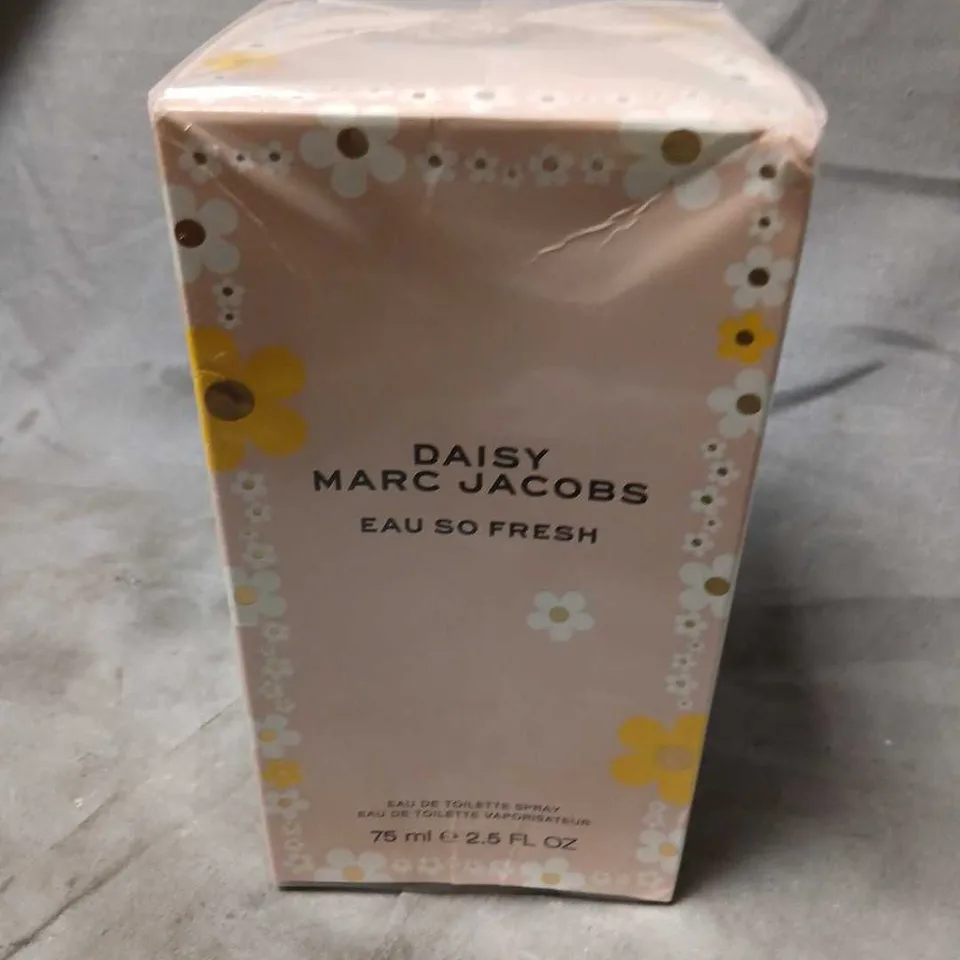 DAISY
MARC JACOBS
EAU SO FRESH
EAU DE TOILETTE SPRAY
EAU DE TOILETTE VAPORISATEUR
75 ml ℮ 2.5 FL OZ